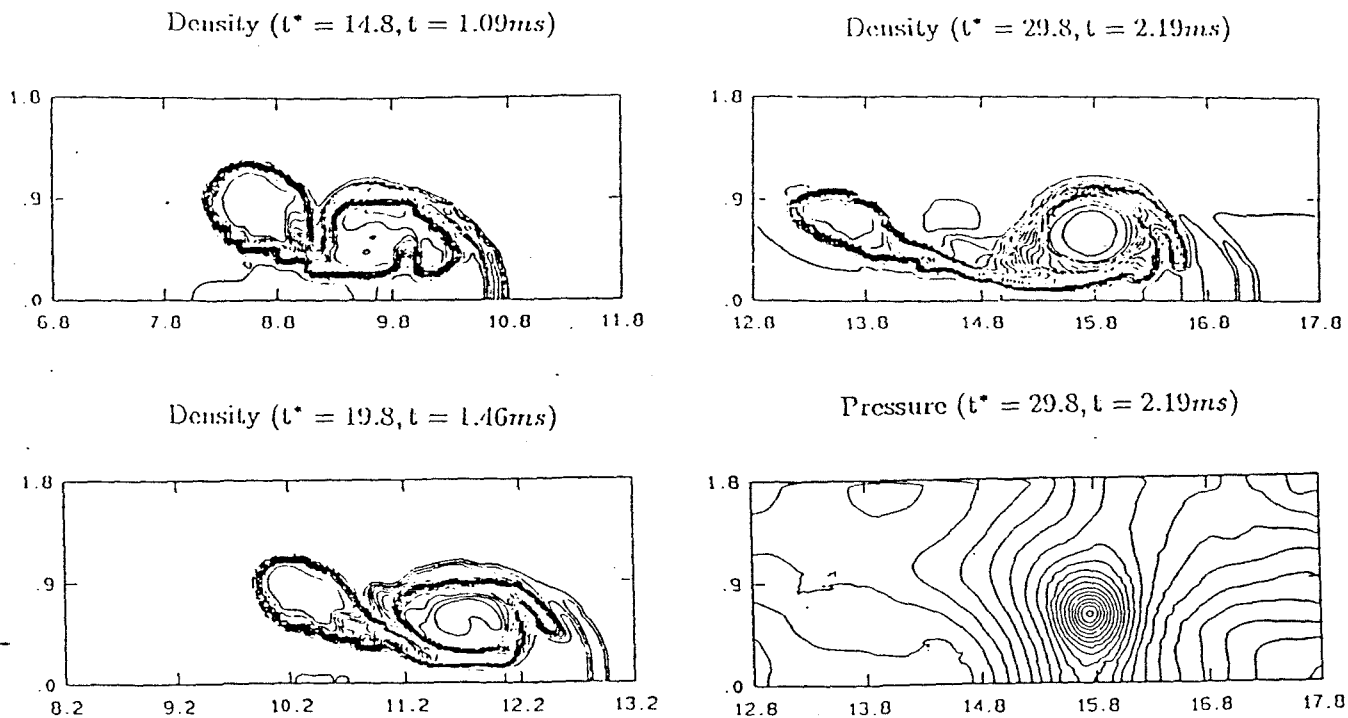 Density (t* = 14.8, t = 1.09ms)
1.8
.9
.0
6.8 7.8 8.8 9.8 10.8 11.8
Density (t* = 29.8, t = 2.19ms)
1.8
.9
.0
12.8 13.8 14.8 15.8 16.8 17.8
Density (t* = 19.8, t = 1.46ms)
1.8
.9
.0
8.2 9.2 10.2 11.2 12.2 13.2
Pressure (t* = 29.8, t = 2.19ms)
1.8
.9
.0
12.8 13.8 14.8 15.8 16.8 17.8